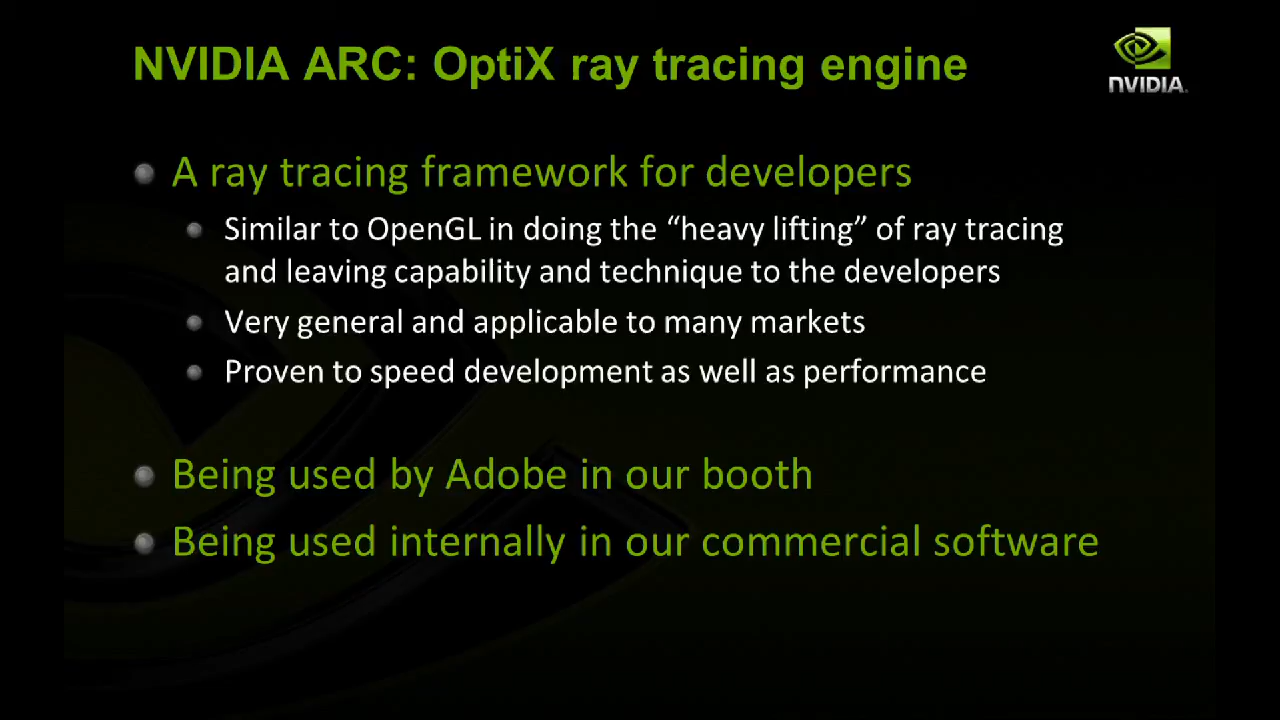 NVIDIA ARC: OptiX ray tracing engine
NVIDIA.
A ray tracing framework for developers
Similar to OpenGL in doing the “heavy lifting” of ray tracing
and leaving capability and technique to the developers
Very general and applicable to many markets
Proven to speed development as well as performance
Being used by Adobe in our booth
Being used internally in our commercial software